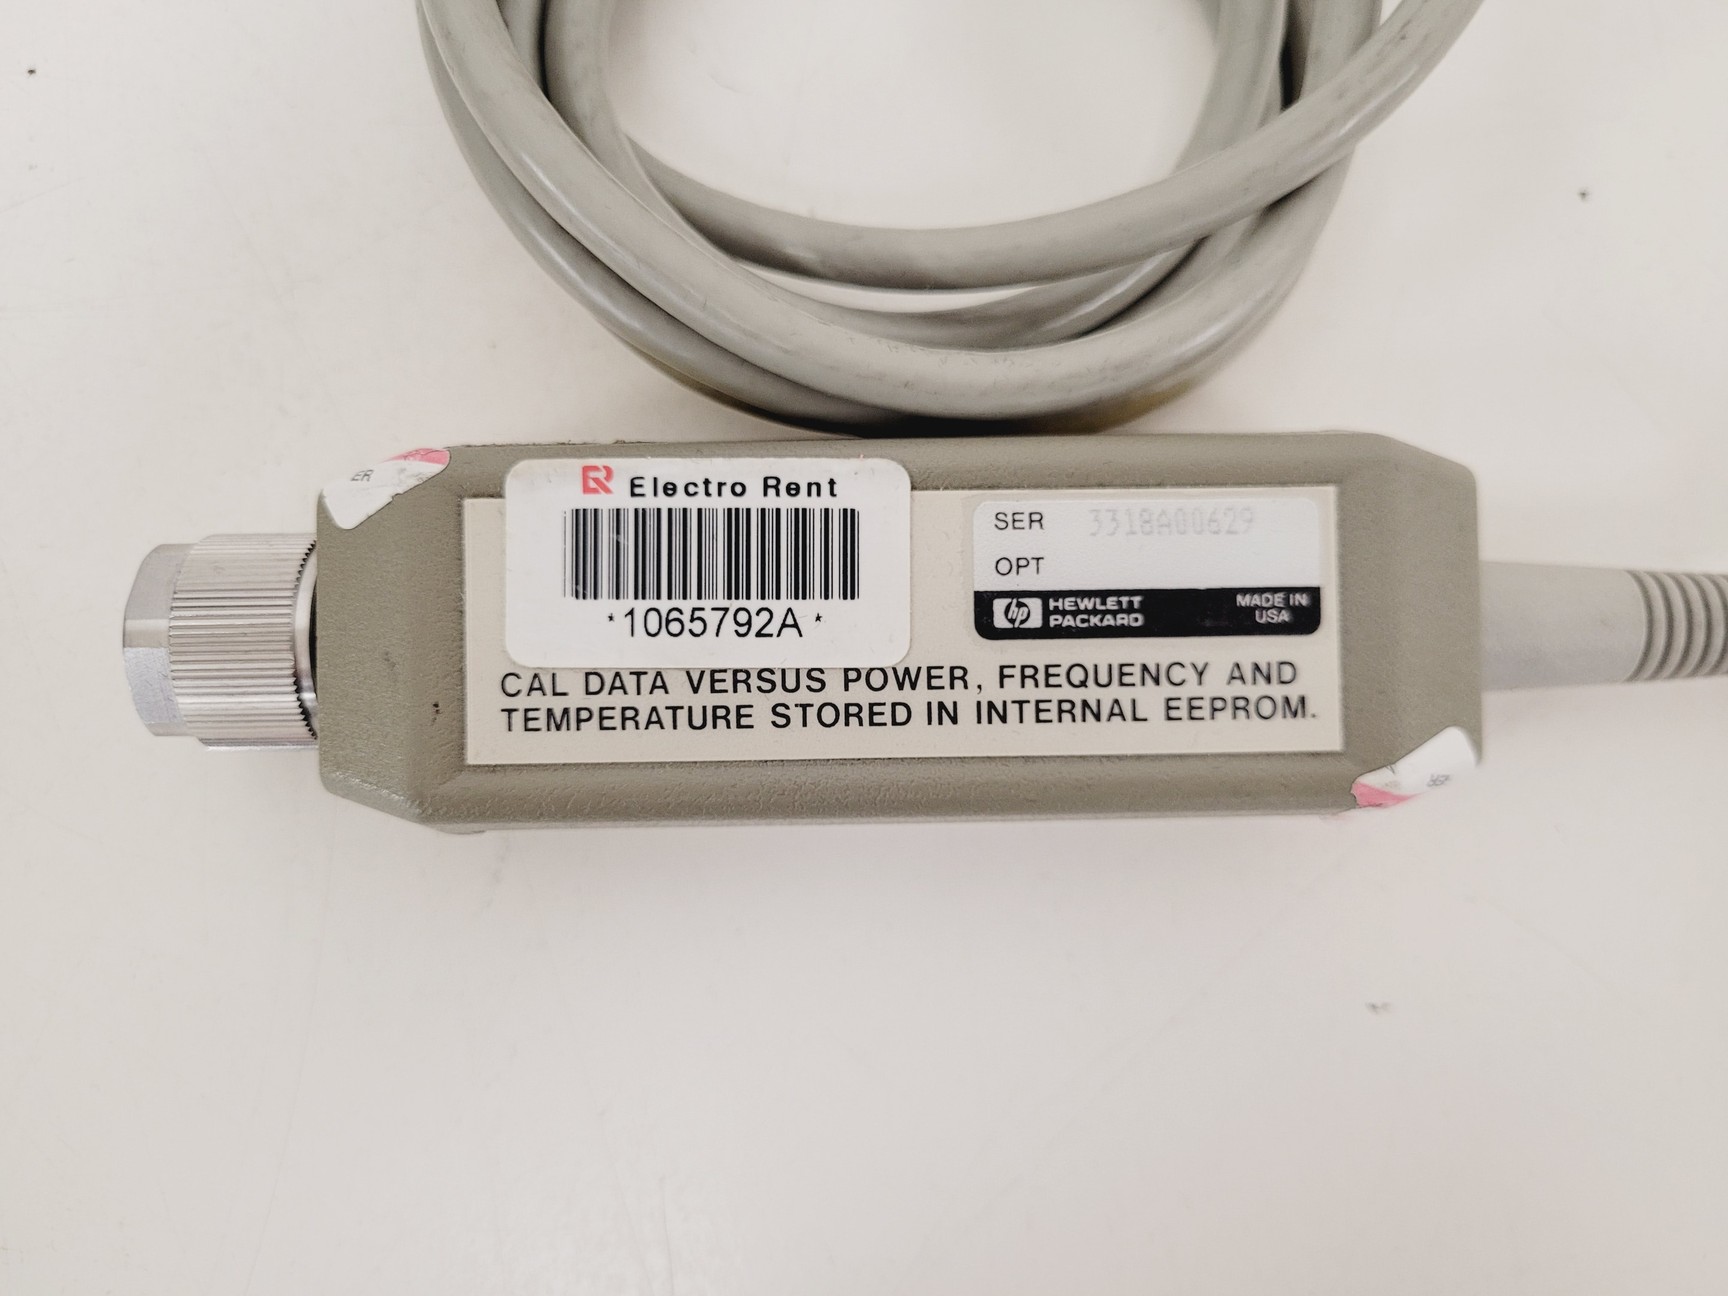 Electro Rent
*1065792A*
SER 3318A00629
OPT
hp HEWLETT
PACKARD
MADE IN
USA
CAL DATA VERSUS POWER, FREQUENCY AND
TEMPERATURE STORED IN INTERNAL EEPROM.